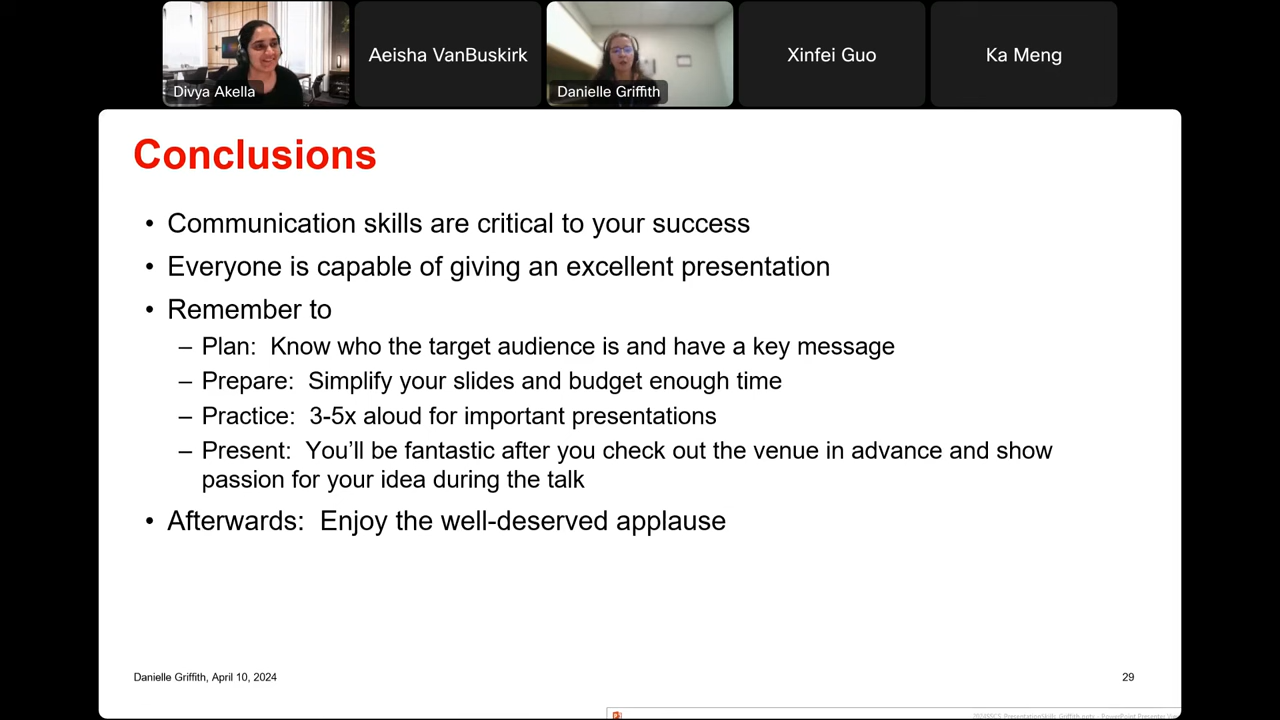 Divya Akella
Aeisha VanBuskirk
Danielle Griffith
Xinfei Guo
Ka Meng
Conclusions
• Communication skills are critical to your success
• Everyone is capable of giving an excellent presentation
• Remember to
– Plan:  Know who the target audience is and have a key message
– Prepare:  Simplify your slides and budget enough time
– Practice:  3-5x aloud for important presentations
– Present:  You’ll be fantastic after you check out the venue in advance and show
passion for your idea during the talk
• Afterwards:  Enjoy the well-deserved applause
Danielle Griffith, April 10, 2024
29